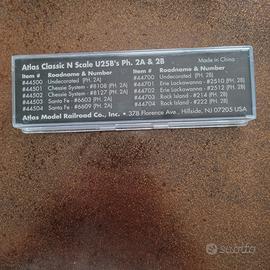 Atlas Classic N Scale U25B's Ph. 2A & 2B
Made in China
Item # Roadname & Number
#44500 Undecorated (PH. 2A)
#44501 Chessie System - #8108 (PH. 2A)
#44502 Chessie System - #8127 (PH. 2A)
#44503 Santa Fe - #6603 (PH. 2A)
#44504 Santa Fe - #6609 (PH. 2A)
Item # Roadname & Number
#44700 Undecorated (PH. 2B)
#44701 Erie Lackawanna - #2510 (PH. 2B)
#44702 Erie Lackawanna - #2512 (PH. 2B)
#44703 Rock Island - #214 (PH. 2B)
#44704 Rock Island - #222 (PH. 2B)
Atlas Model Railroad Co., Inc. • 378 Florence Ave., Hillside, NJ 07205 USA
subito